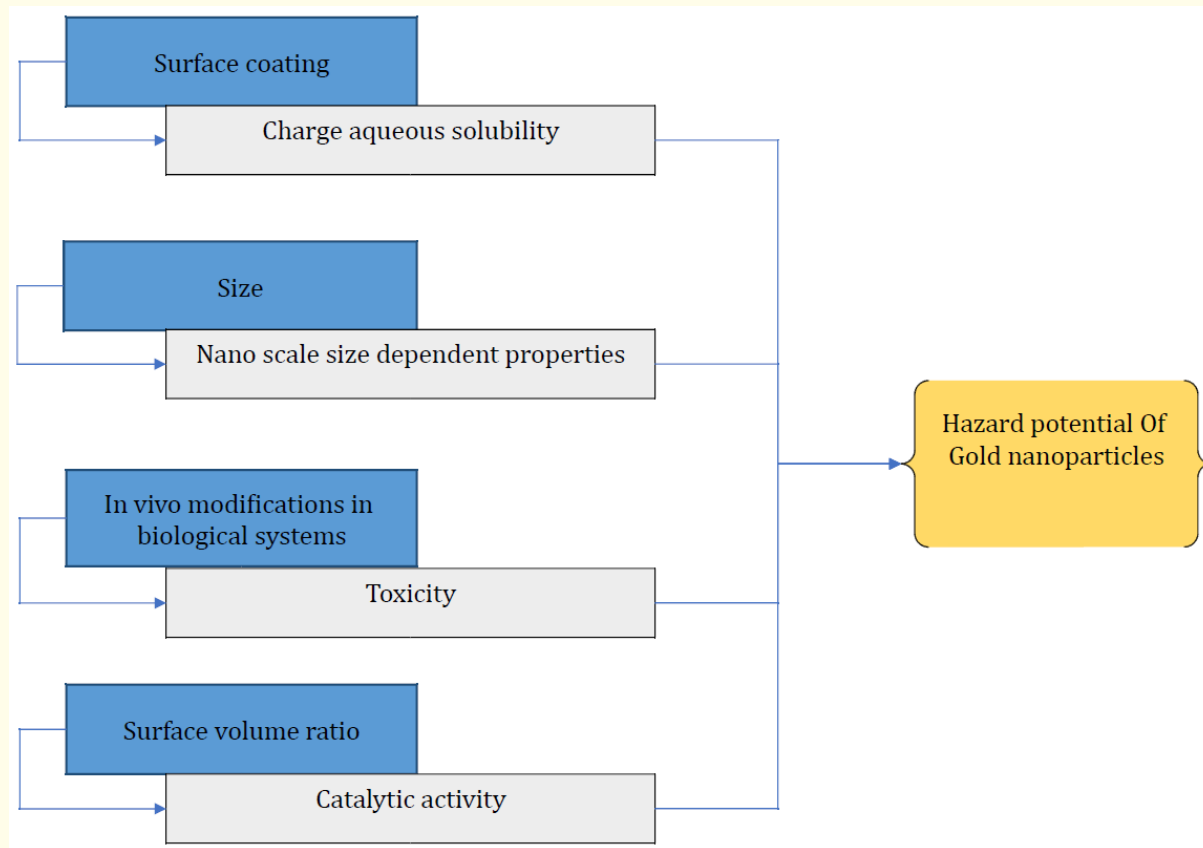 Surface coating
Charge aqueous solubility
Size
Nano scale size dependent properties
In vivo modifications in
biological systems
Toxicity
Surface volume ratio
Catalytic activity
Hazard potential Of
Gold nanoparticles